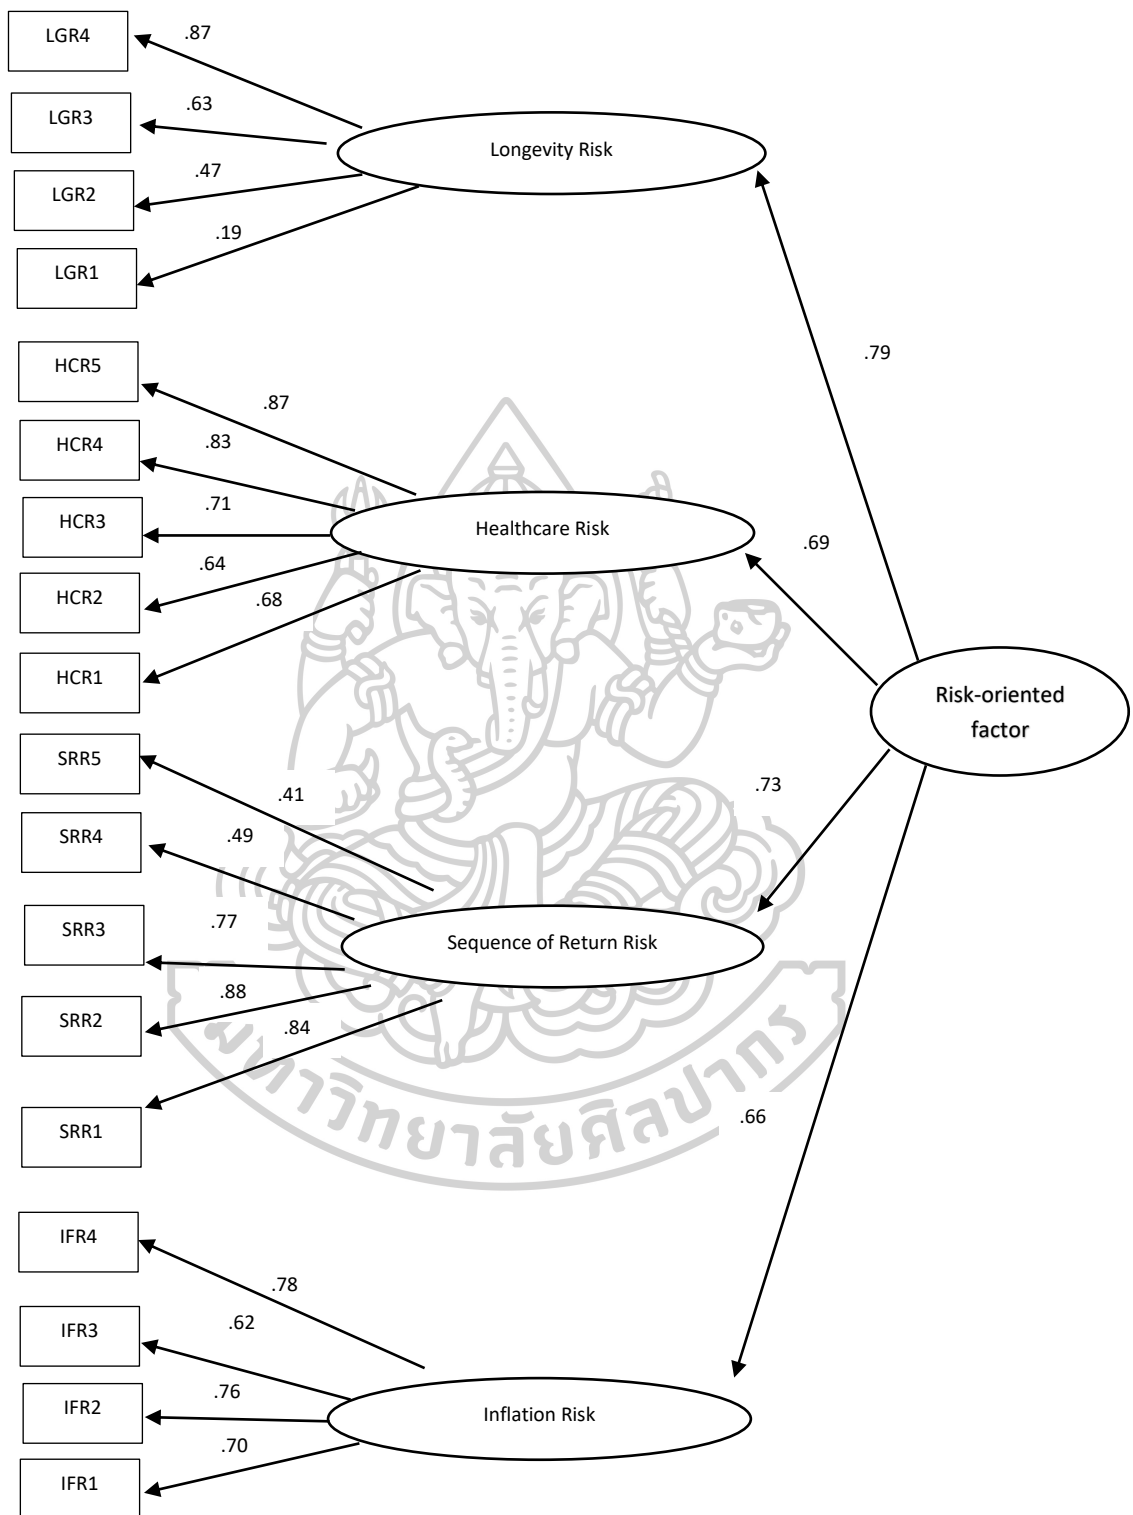 LGR4
.87
LGR3
.63
LGR2
.47
LGR1
.19
Longevity Risk
.79
HCR5
.87
HCR4
.83
HCR3
.71
HCR2
.64
HCR1
.68
Healthcare Risk
.69
Risk-oriented
factor
SRR5
.41
SRR4
.49
SRR3
.77
SRR2
.88
SRR1
.84
Sequence of Return Risk
.73
.66
IFR4
.78
IFR3
.62
IFR2
.76
IFR1
.70
Inflation Risk
มหาวิทยาลัยศิลปากร